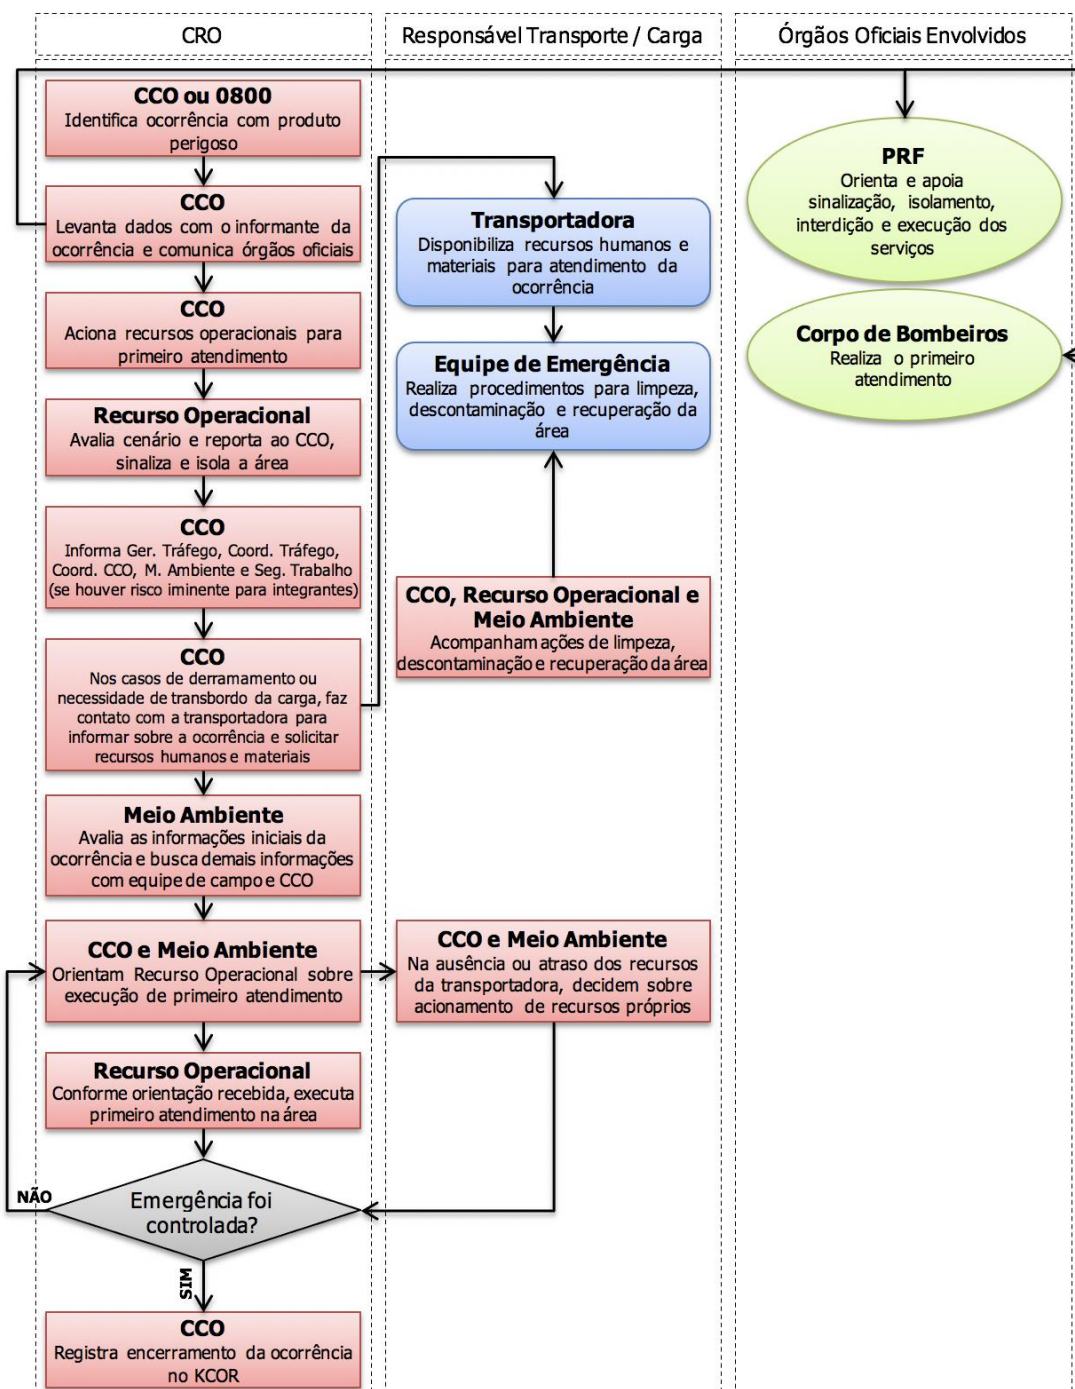 CRO
CCO ou 0800
Identifica ocorrência com produto
perigoso
CCO
Levanta dados com o informante da
ocorrência e comunica órgãos oficiais
CCO
Aciona recursos operacionais para
primeiro atendimento
Recurso Operacional
Avalia cenário e reporta ao CCO,
sinaliza e isola a área
CCO
Informa Ger. Tráfego, Coord. Tráfego,
Coord. CCO, M. Ambiente e Seg. Trabalho
(se houver risco iminente para integrantes)
CCO
Nos casos de derramamento ou
necessidade de transbordo da carga, faz
contato com a transportadora para
informar sobre a ocorrência e solicitar
recursos humanos e materiais
Meio Ambiente
Avalia as informações iniciais da
ocorrência e busca demais informações
com equipe de campo e CCO
CCO e Meio Ambiente
Orientam Recurso Operacional sobre
execução de primeiro atendimento
Recurso Operacional
Conforme orientação recebida, executa
primeiro atendimento na área
Emergência foi
controlada?
NÃO
SIM
CCO
Registra encerramento da ocorrência
no KCOR
Responsável Transporte / Carga
Transportadora
Disponibiliza recursos humanos e
materiais para atendimento da
ocorrência
Equipe de Emergência
Realiza procedimentos para limpeza,
descontaminação e recuperação da
área
CCO, Recurso Operacional e
Meio Ambiente
Acompanham ações de limpeza,
descontaminação e recuperação da área
CCO e Meio Ambiente
Na ausência ou atraso dos recursos
da transportadora, decidem sobre
acionamento de recursos próprios
Órgãos Oficiais Envolvidos
PRF
Orienta e apoia
sinalização, isolamento,
interdição e execução dos
serviços
Corpo de Bombeiros
Realiza o primeiro
atendimento